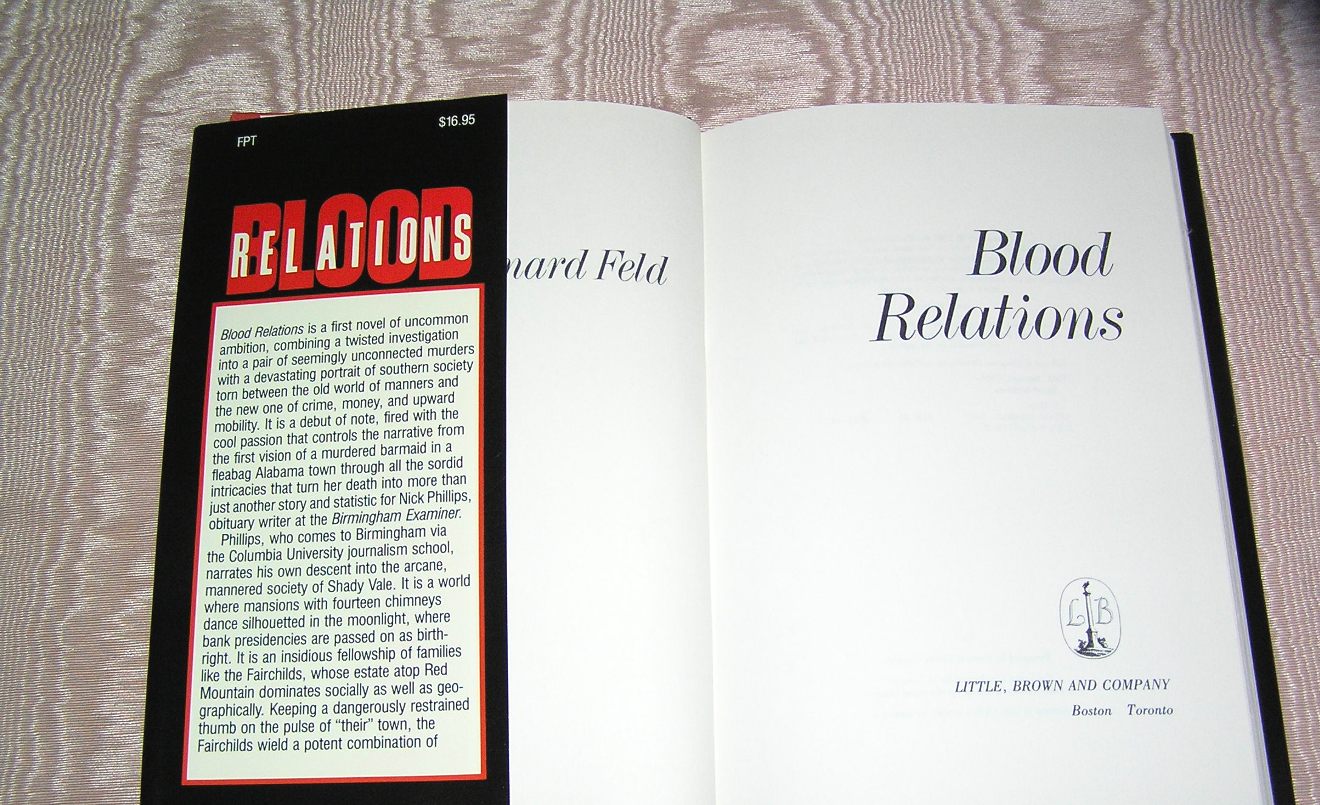 FPT
$16.95
BLOOD
RELATIONS
Blood Relations is a first novel of uncommon
ambition, combining a twisted investigation
into a pair of seemingly unconnected murders
with a devastating portrait of southern society
torn between the old world of manners and
the new one of crime, money, and upward
mobility. It is a debut of note, fired with the
cool passion that controls the narrative from
the first vision of a murdered barmaid in a
fleabag Alabama town through all the sordid
intricacies that turn her death into more than
just another story and statistic for Nick Phillips,
obituary writer at the Birmingham Examiner.
Phillips, who comes to Birmingham via
the Columbia University journalism school,
narrates his own descent into the arcane,
mannered society of Shady Vale. It is a world
where mansions with fourteen chimneys
dance silhouetted in the moonlight, where
bank presidencies are passed on as birth-
right. It is an insidious fellowship of families
like the Fairchilds, whose estate atop Red
Mountain dominates socially as well as geo-
graphically. Keeping a dangerously restrained
thumb on the pulse of "their" town, the
Fairchilds wield a potent combination of
nard Feld
Blood
Relations
L B
LITTLE, BROWN AND COMPANY
Boston Toronto